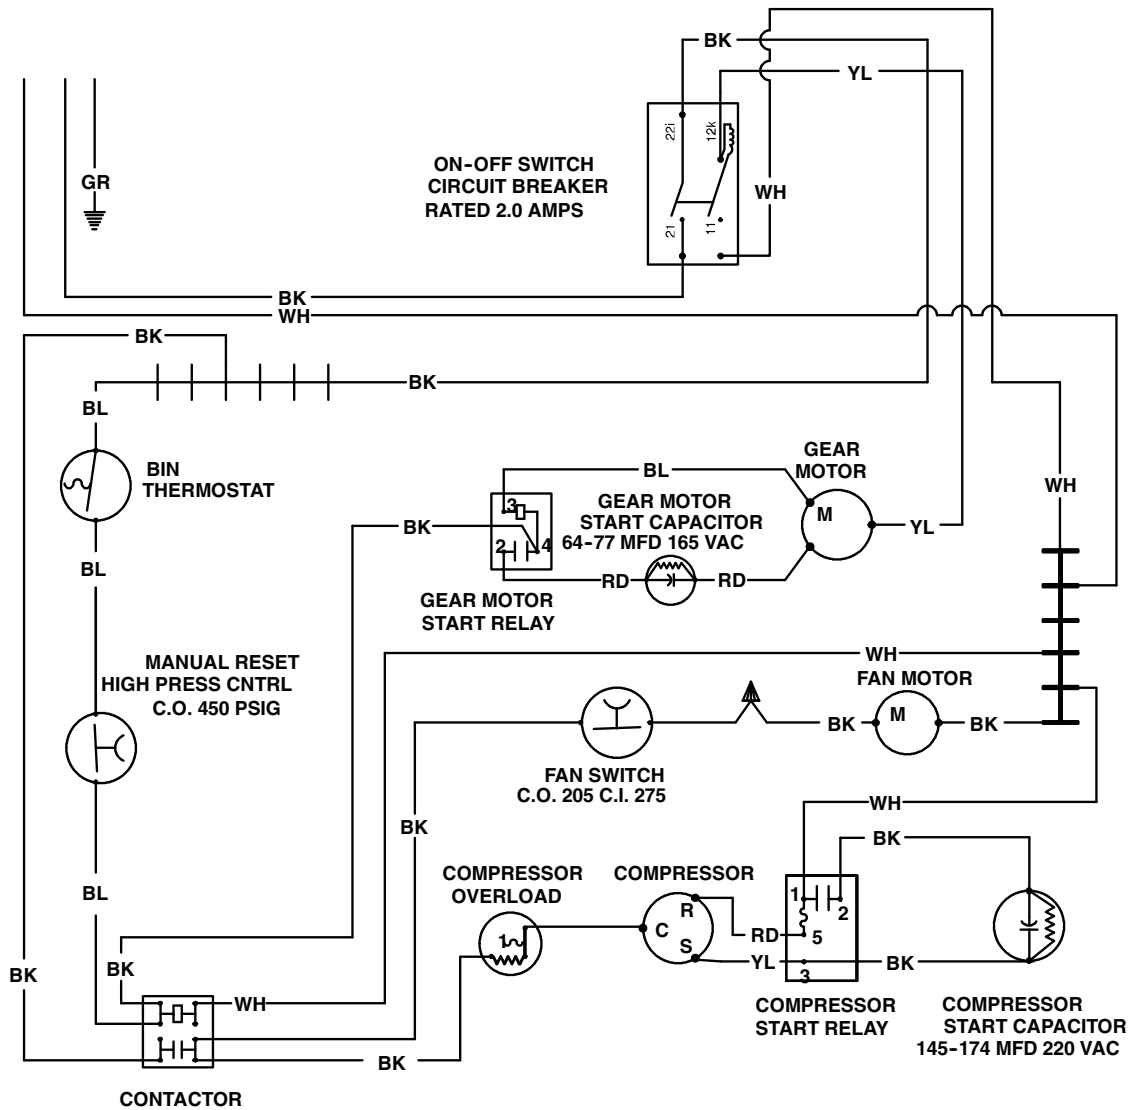 BK
YL
22i
12k
ON-OFF SWITCH
CIRCUIT BREAKER
RATED 2.0 AMPS
GR
WH
21
11
BK
WH
BK
BK
BL
BIN
THERMOSTAT
GEAR
MOTOR
BL
GEAR MOTOR
START CAPACITOR
64-77 MFD 165 VAC
WH
3
M
BK
YL
2
4
BL
RD
RD
GEAR MOTOR
START RELAY
MANUAL RESET
HIGH PRESS CNTRL
C.O. 450 PSIG
WH
FAN MOTOR
M
BK
BK
FAN SWITCH
C.O. 205 C.I. 275
WH
BK
BK
COMPRESSOR
OVERLOAD
COMPRESSOR
BL
1
2
R
C
1
S
RD
5
YL
3
BK
BK
BK
WH
COMPRESSOR
START RELAY
COMPRESSOR
START CAPACITOR
145-174 MFD 220 VAC
BK
CONTACTOR